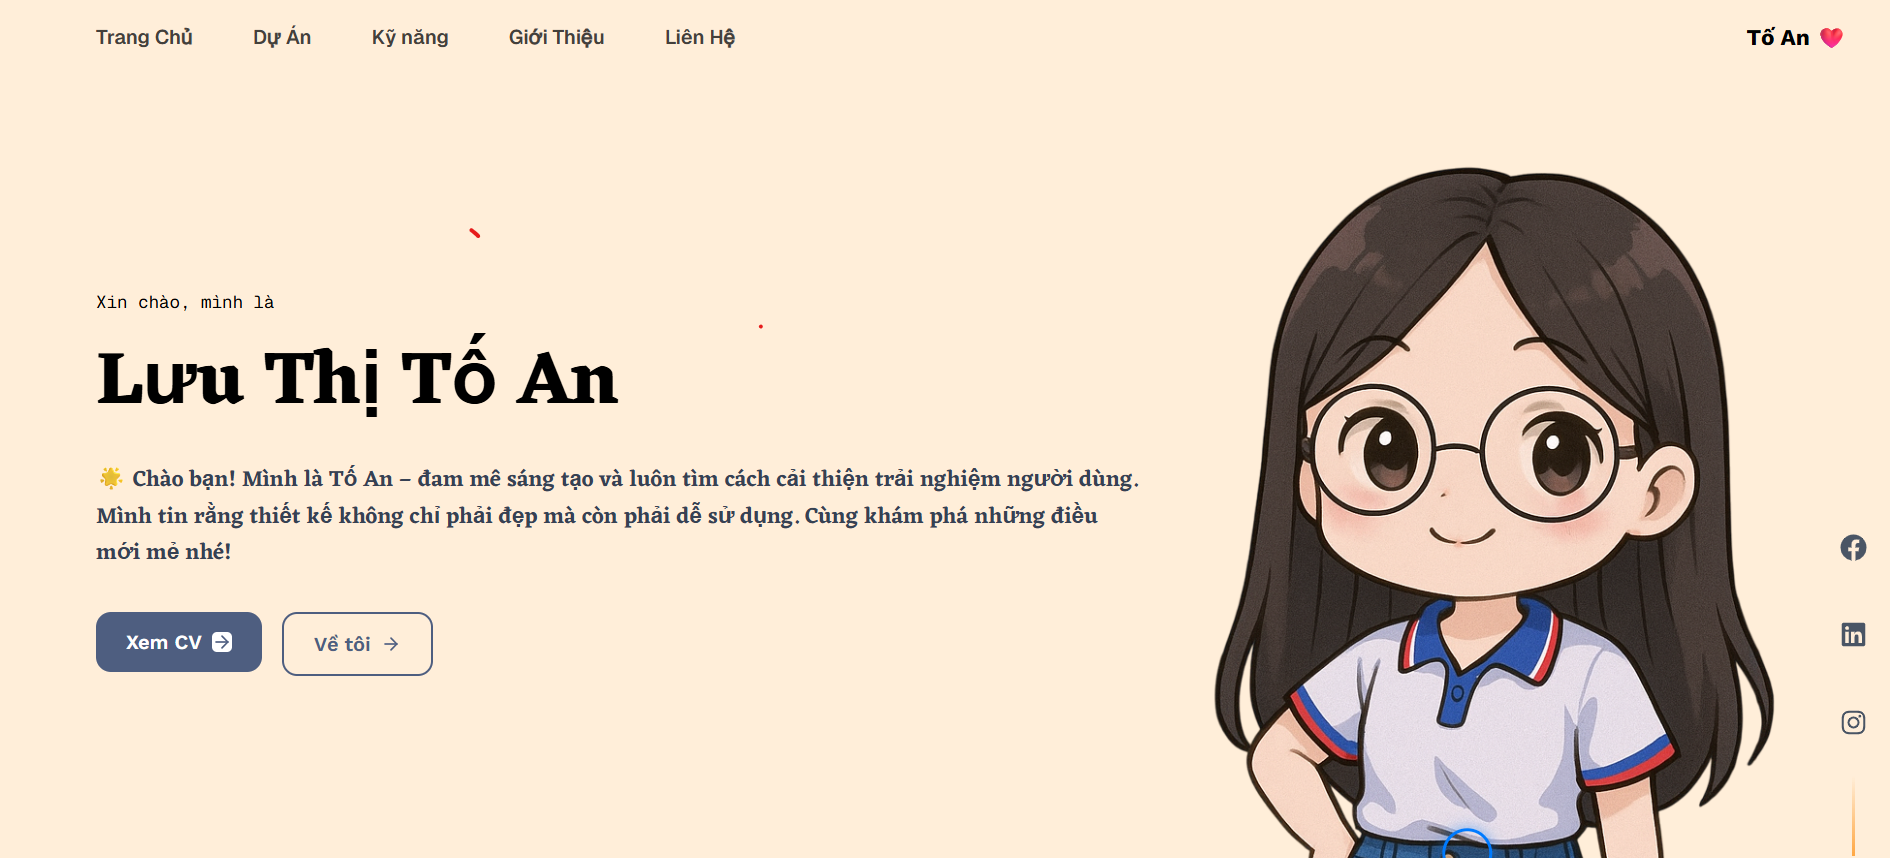 Trang Chủ
Dự Án
Kỹ năng
Giới Thiệu
Liên Hệ
Tố An ❤️
Xin chào, mình là
Lưu Thị Tố An
🌟 Chào bạn! Mình là Tố An – đam mê sáng tạo và luôn tìm cách cải thiện trải nghiệm người dùng.
Mình tin rằng thiết kế không chỉ phải đẹp mà còn phải dễ sử dụng. Cùng khám phá những điều
mới mẻ nhé!
Xem CV
Về tôi